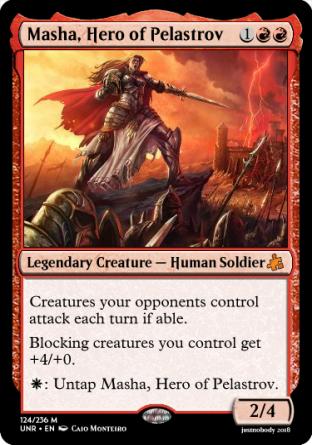 Masha, Hero of Pelastrov 1
Legendary Creature — Human Soldier
Creatures your opponents control
attack each turn if able.
Blocking creatures you control get
+4/+0.
: Untap Masha, Hero of Pelastrov.
2/4
124/236 M
UNR • EN Caio Monteiro
justnobody 2018